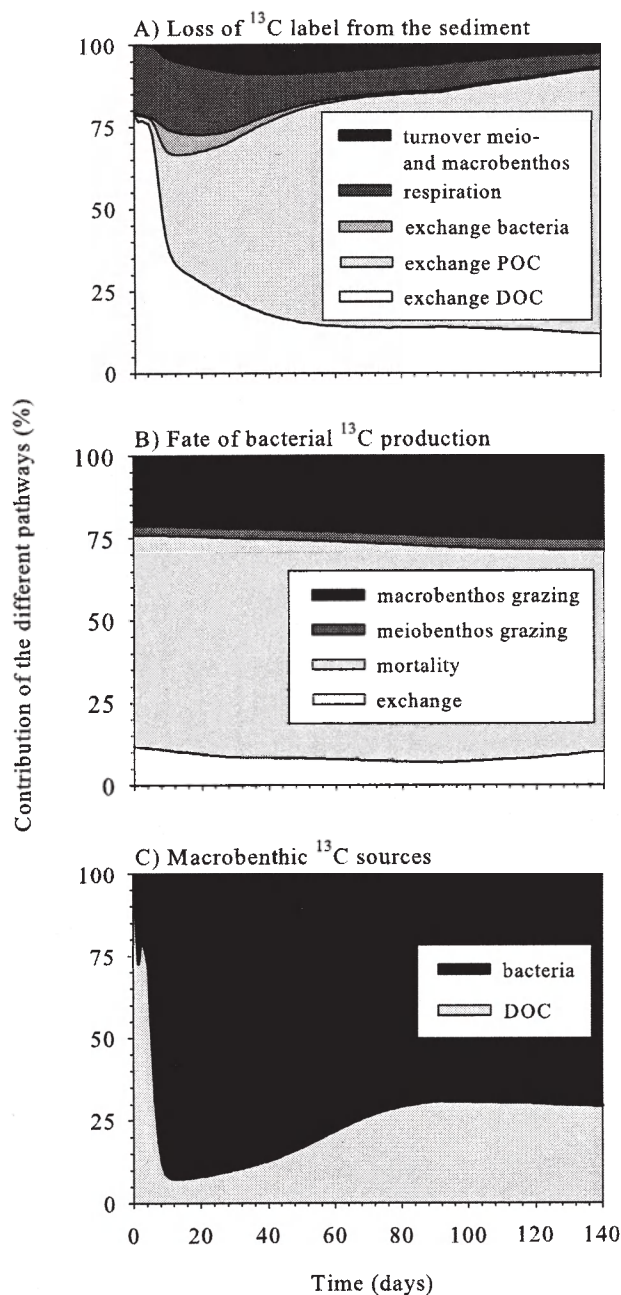 A) Loss of ¹³C label from the sediment
100
75
50
25
0
turnover meio-
and macrobenthos
respiration
exchange bacteria
exchange POC
exchange DOC
Contribution of the different pathways (%)
B) Fate of bacterial ¹³C production
100
75
50
25
0
macrobenthos grazing
meiobenthos grazing
mortality
exchange
C) Macrobenthic ¹³C sources
100
75
50
25
0
bacteria
DOC
0 20 40 60 80 100 120 140
Time (days)